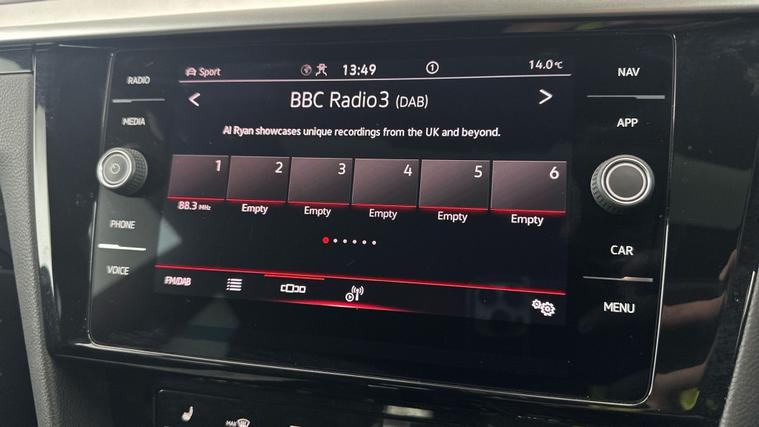 RADIO
MEDIA
PHONE
VOICE
Sport
13:49
1
14.0°C
BBC Radio3 (DAB)
Al Ryan showcases unique recordings from the UK and beyond.
1 2 3 4 5 6
88.3 MHz Empty Empty Empty Empty Empty
FM/DAB
NAV
APP
CAR
MENU
MAX